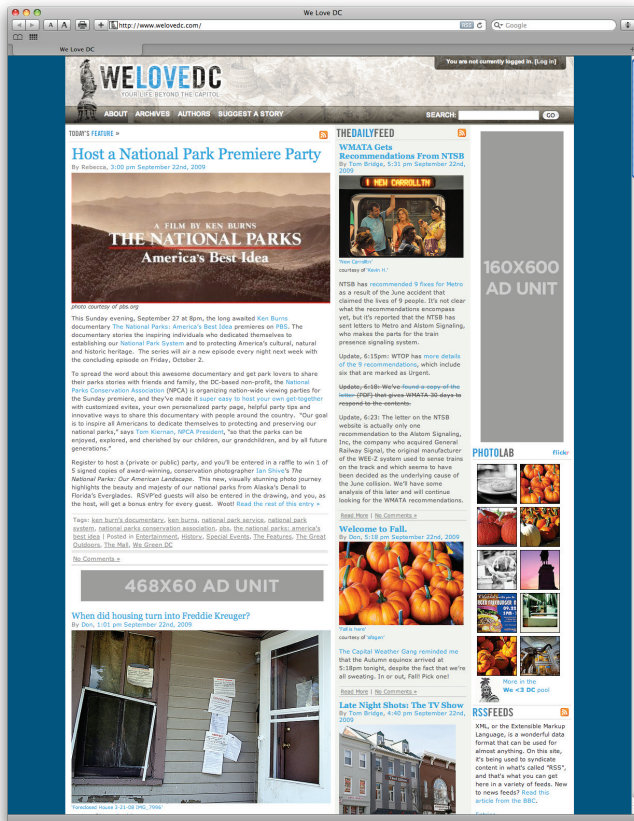 We Love DC
A A + http://www.welovedc.com/ RSS Google
We Love DC
You are not currently logged in. [Log in]
WELOVEDC
YOUR LIFE BEYOND THE CAPITOL
ABOUT ARCHIVES AUTHORS SUGGEST A STORY
SEARCH: GO
TODAY'S FEATURE »
Host a National Park Premiere Party
By Rebecca, 3:00 pm September 22nd, 2009
A FILM BY KEN BURNS
THE NATIONAL PARKS
America's Best Idea
photo courtesy of pbs.org
This Sunday evening, September 27 at 8pm, the long awaited Ken Burns
documentary The National Parks: America's Best Idea premieres on PBS. The
documentary stories the inspiring individuals who dedicated themselves to
establishing our National Park System and to protecting America's cultural, natural
and historic heritage. The series will air a new episode every night next week with
the concluding episode on Friday, October 2.
To spread the word about this awesome documentary and get park lovers to share
their parks stories with friends and family, the DC-based non-profit, the National
Parks Conservation Association (NPCA) is organizing nation-wide viewing parties for
the Sunday premiere, and they've made it super easy to host your own get-together
with customized evites, your own personalized party page, helpful party tips and
innovative ways to share this documentary with people around the country. "Our goal
is to inspire all Americans to dedicate themselves to protecting and preserving our
national parks," says Tom Kiernan, NPCA President, "so that the parks can be
enjoyed, explored, and cherished by our children, our grandchildren, and by all future
generations."
Register to host a (private or public) party, and you'll be entered in a raffle to win 1 of
5 signed copies of award-winning, conservation photographer Ian Shive's The
National Parks: Our American Landscape. This new, visually stunning photo journey
highlights the beauty and majesty of our national parks from Alaska's Denali to
Florida's Everglades. RSVP'ed guests will also be entered in the drawing, and you, as
the host, will get a bonus entry for every guest. Woot! Read the rest of this entry »
Tags: ken burn's documentary, ken burns, national park service, national park
system, national parks conservation association, pbs, the national parks: america's
best idea | Posted in Entertainment, History, Special Events, The Features, The Great
Outdoors, The Mall, We Green DC
No Comments »
468X60 AD UNIT
When did housing turn into Freddie Kreuger?
By Don, 1:01 pm September 22nd, 2009
'Foreclosed House 2-21-08 IMG_7996'
THEDAILYFEED
WMATA Gets
Recommendations From NTSB
By Tom Bridge, 5:31 pm September 22nd,
2009
NEW CARROLLTN
'New Carrolltin'
courtesy of 'Kevin H.'
NTSB has recommended 9 fixes for Metro
as a result of the June accident that
claimed the lives of 9 people. It's not clear
what the recommendations encompass
yet, but it's reported that the NTSB has
sent letters to Metro and Alstom Signaling,
who makes the parts for the train
presence signaling system.
Update, 6:15pm: WTOP has more details
of the 9 recommendations, which include
six that are marked as Urgent.
Update, 6:18: We've found a copy of the
letter (PDF) that gives WMATA 30 days to
respond to the contents.
Update, 6:23: The letter on the NTSB
website is actually only one
recommendation to the Alstom Signaling,
Inc, the company who acquired General
Railway Signal, the original manufacturer
of the WEE-Z system used to sense trains
on the track and which seems to have
been decided as the underlying cause of
the June collision. We'll have some
analysis of this later and will continue
looking for the WMATA recommendations.
Read More | No Comments »
Welcome to Fall.
By Don, 5:18 pm September 22nd, 2009
'Fall is here'
courtesy of 'afagen'
The Capital Weather Gang reminded me
that the Autumn equinox arrived at
5:18pm tonight, despite the fact that we're
all sweating. In or out, Fall! Pick one!
Read More | No Comments »
Late Night Shots: The TV Show
By Tom Bridge, 4:40 pm September 22nd,
2009
160X600
AD UNIT
PHOTOLAB flickr
More in the
We <3 DC pool
RSSFEEDS
XML, or the Extensible Markup
Language, is a wonderful data
format that can be used for
almost anything. On this site,
it's being used to syndicate
content in what's called "RSS",
and that's what you can get
here in a variety of feeds. New
to news feeds? Read this
article from the BBC.